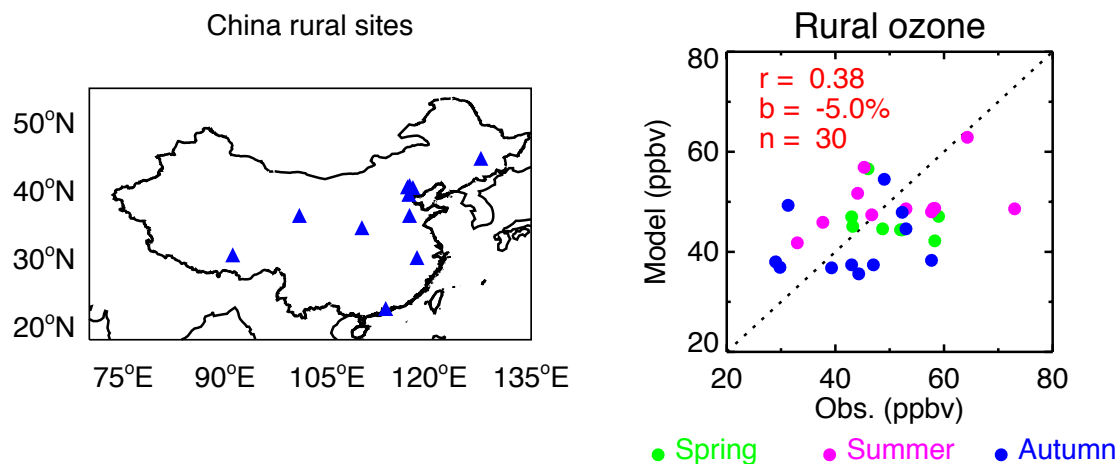 China rural sites
50°N
40°N
30°N
20°N
75°E 90°E 105°E 120°E 135°E
Rural ozone
80
60
40
20
Model (ppbv)
r = 0.38
b = -5.0%
n = 30
20 40 60 80
Obs. (ppbv)
Spring Summer Autumn